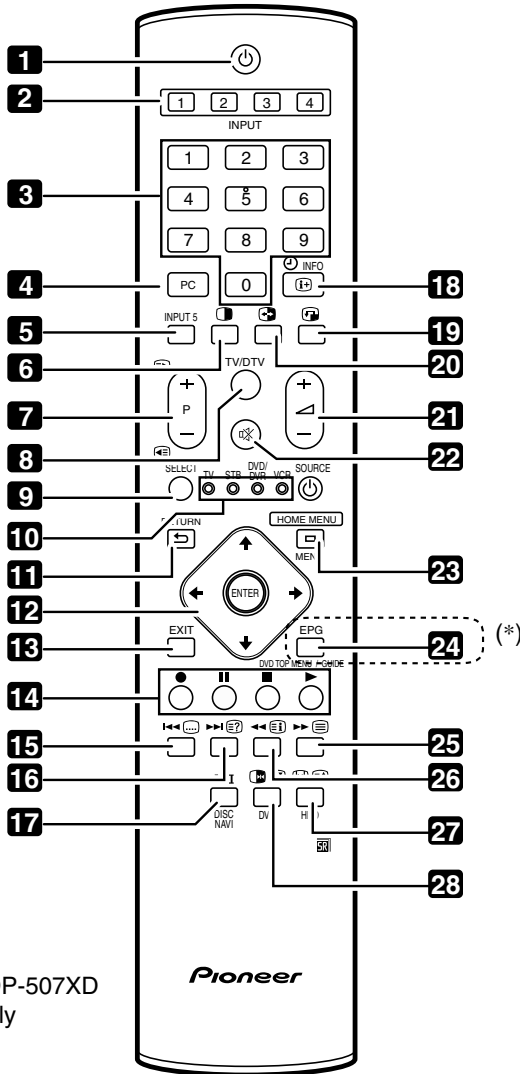 1
2
1 2 3 4
INPUT
1 2 3
3
4 5 6
7 8 9
INFO
4 PC 0 i+ 18
INPUT 5
5 19
6 20
TV/DTV
+ +
7 P 21
- -
8 22
SELECT TV STB DVD/DVR VCR SOURCE
9
10
HOME MENU
11 23
12 ENTER
13 EXIT EPG 24 (*)
DVD TOP MENU / GUIDE
14
15 25
16 26
17 DISC NAVI 27
28
SR
Pioneer
P-507XD
ly